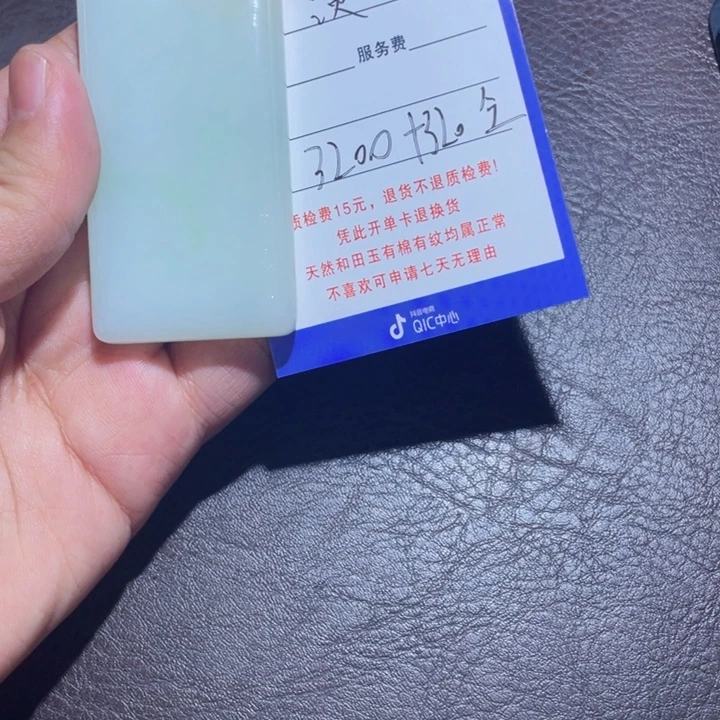 服务费
3200+32. 全
质检费15元，退货不退质检费！
凭此开单卡退换货
天然和田玉有棉有纹均属正常
不喜欢可申请七天无理由
抖音电商
QIC中心